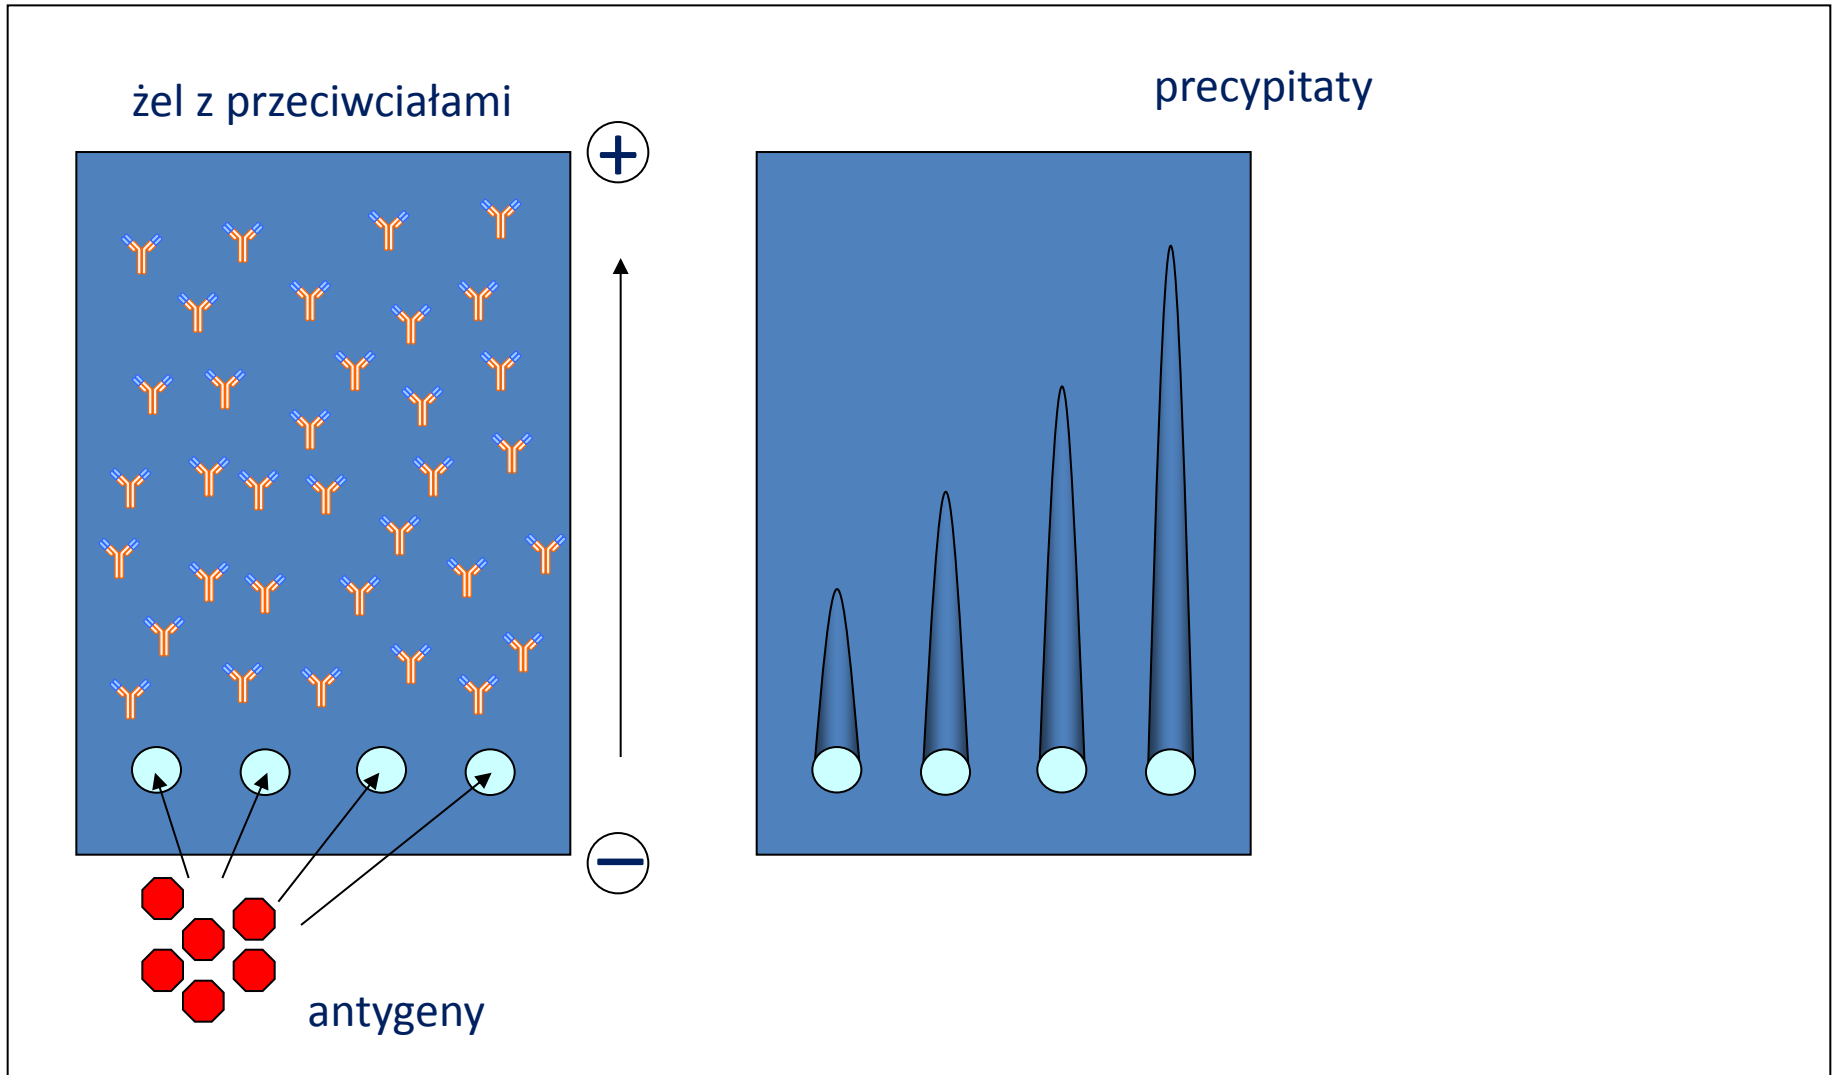 żel z przeciwciałami
precypitaty
+
−
antygeny